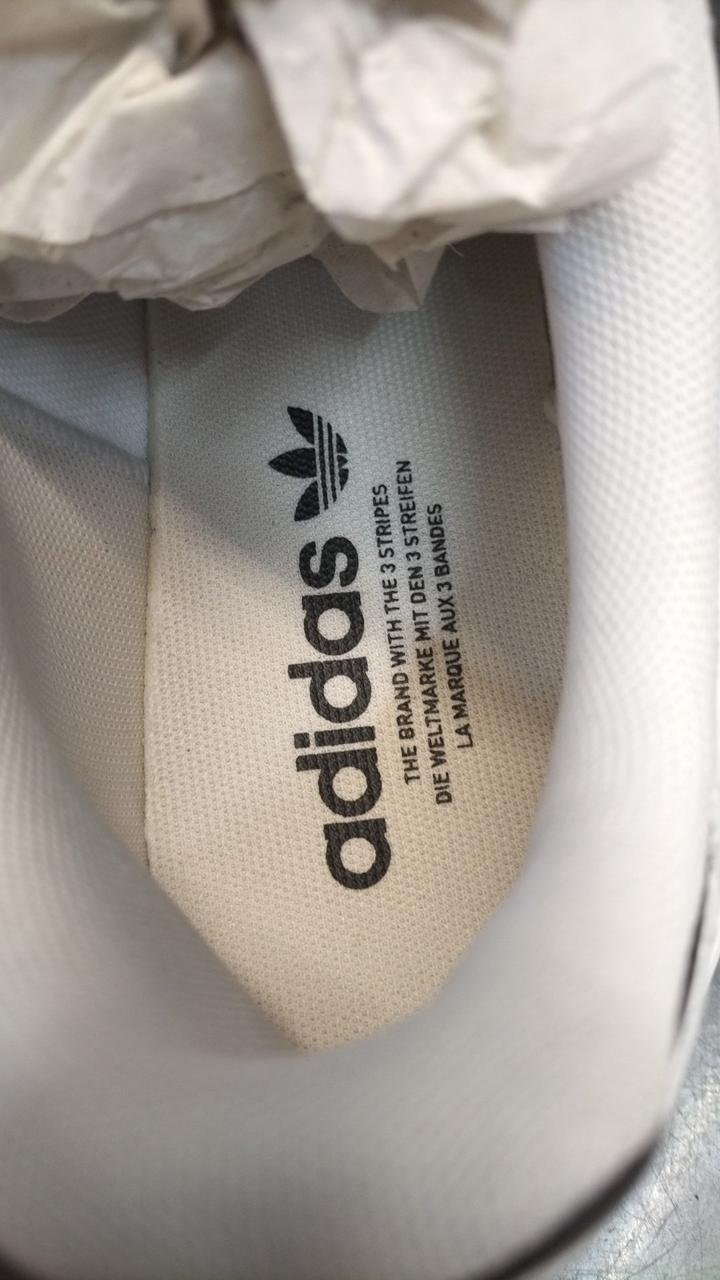 adidas
THE BRAND WITH THE 3 STRIPES
DIE WELTMARKE MIT DEN 3 STREIFEN
LA MARQUE AUX 3 BANDES